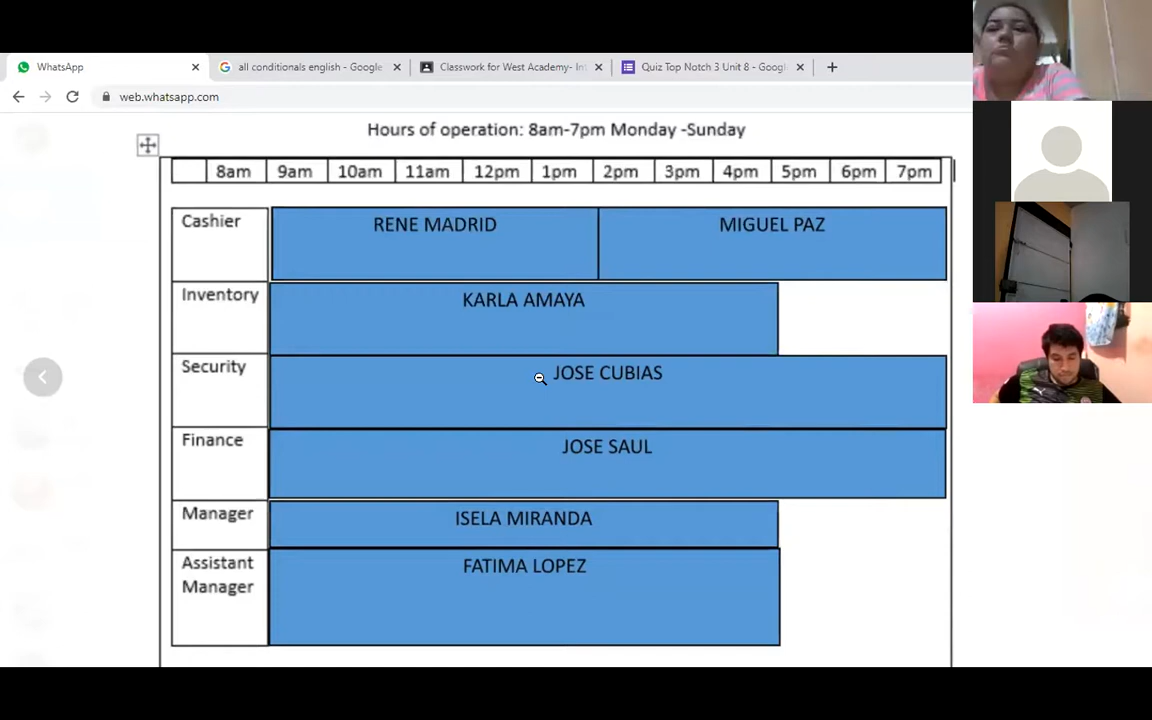 WhatsApp
all conditionals english - Google
Classwork for West Academy- Int
Quiz Top Notch 3 Unit 8 - Google
web.whatsapp.com
Hours of operation: 8am-7pm Monday -Sunday
8am 9am 10am 11am 12pm 1pm 2pm 3pm 4pm 5pm 6pm 7pm
Cashier RENE MADRID MIGUEL PAZ
Inventory KARLA AMAYA
Security JOSE CUBIAS
Finance JOSE SAUL
Manager ISELA MIRANDA
Assistant FATIMA LOPEZ
Manager